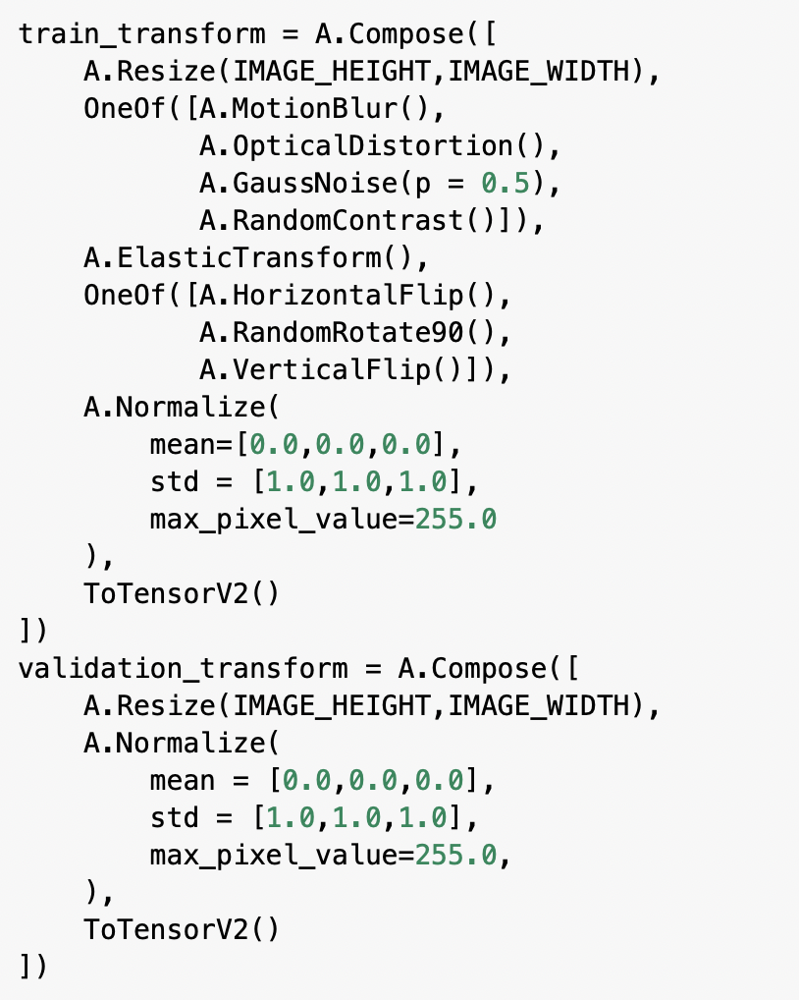 train_transform = A.Compose([
    A.Resize(IMAGE_HEIGHT,IMAGE_WIDTH),
    OneOf([A.MotionBlur(),
           A.OpticalDistortion(),
           A.GaussNoise(p = 0.5),
           A.RandomContrast()]),
    A.ElasticTransform(),
    OneOf([A.HorizontalFlip(),
           A.RandomRotate90(),
           A.VerticalFlip()]),
    A.Normalize(
        mean=[0.0,0.0,0.0],
        std = [1.0,1.0,1.0],
        max_pixel_value=255.0
    ),
    ToTensorV2()
])
validation_transform = A.Compose([
    A.Resize(IMAGE_HEIGHT,IMAGE_WIDTH),
    A.Normalize(
        mean = [0.0,0.0,0.0],
        std = [1.0,1.0,1.0],
        max_pixel_value=255.0,
    ),
    ToTensorV2()
])